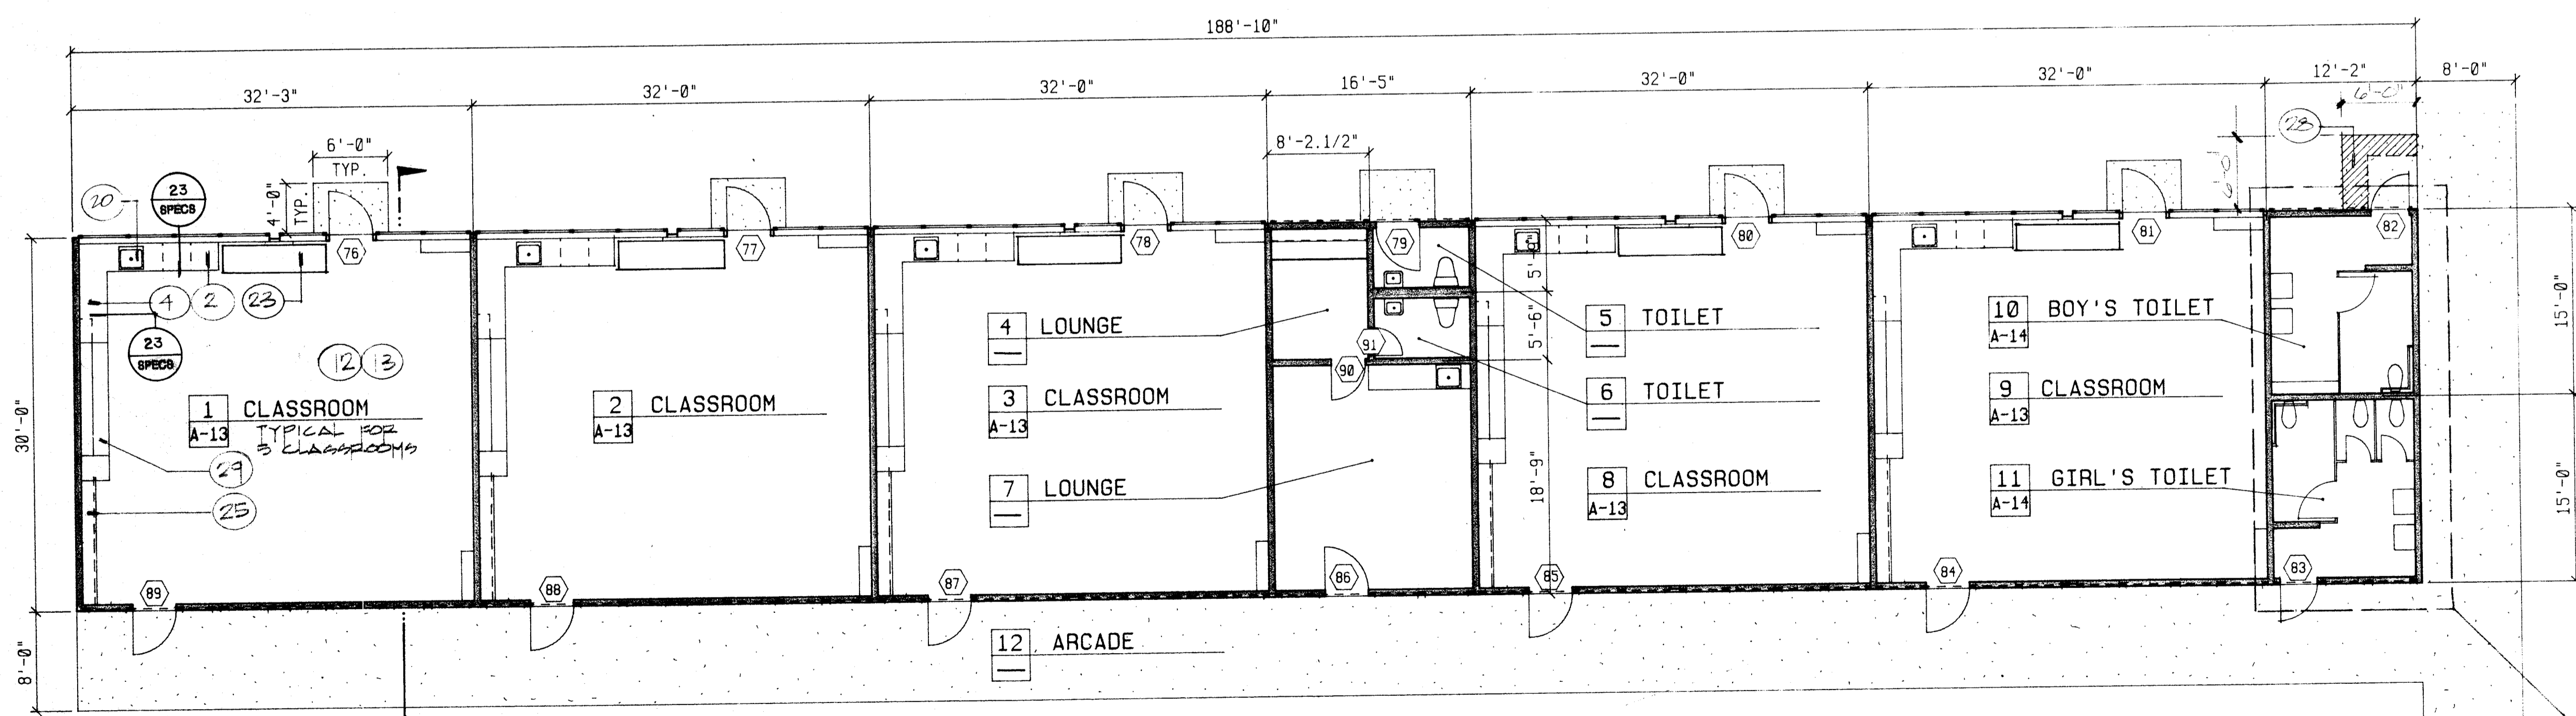 188'-10"
32'-3"
32'-0"
32'-0"
16'-5"
32'-0"
32'-0"
12'-2"
8'-0"
6'-0"
8'-2.1/2"
6'-0"
TYP.
4'-0"
TYP.
6'-0"
28
20
23
SPECS
76
77
78
79
80
81
82
4
2
23
23
SPECS
12
13
1 CLASSROOM
A-13
TYPICAL FOR
5 CLASSROOMS
29
25
2 CLASSROOM
A-13
4 LOUNGE
3 CLASSROOM
A-13
7 LOUNGE
91
90
5'-6"
18'-9"
5 TOILET
6 TOILET
8 CLASSROOM
A-13
10 BOY'S TOILET
A-14
9 CLASSROOM
A-13
11 GIRL'S TOILET
A-14
15'-0"
15'-0"
30'-0"
8'-0"
89
88
87
86
85
84
83
12 ARCADE